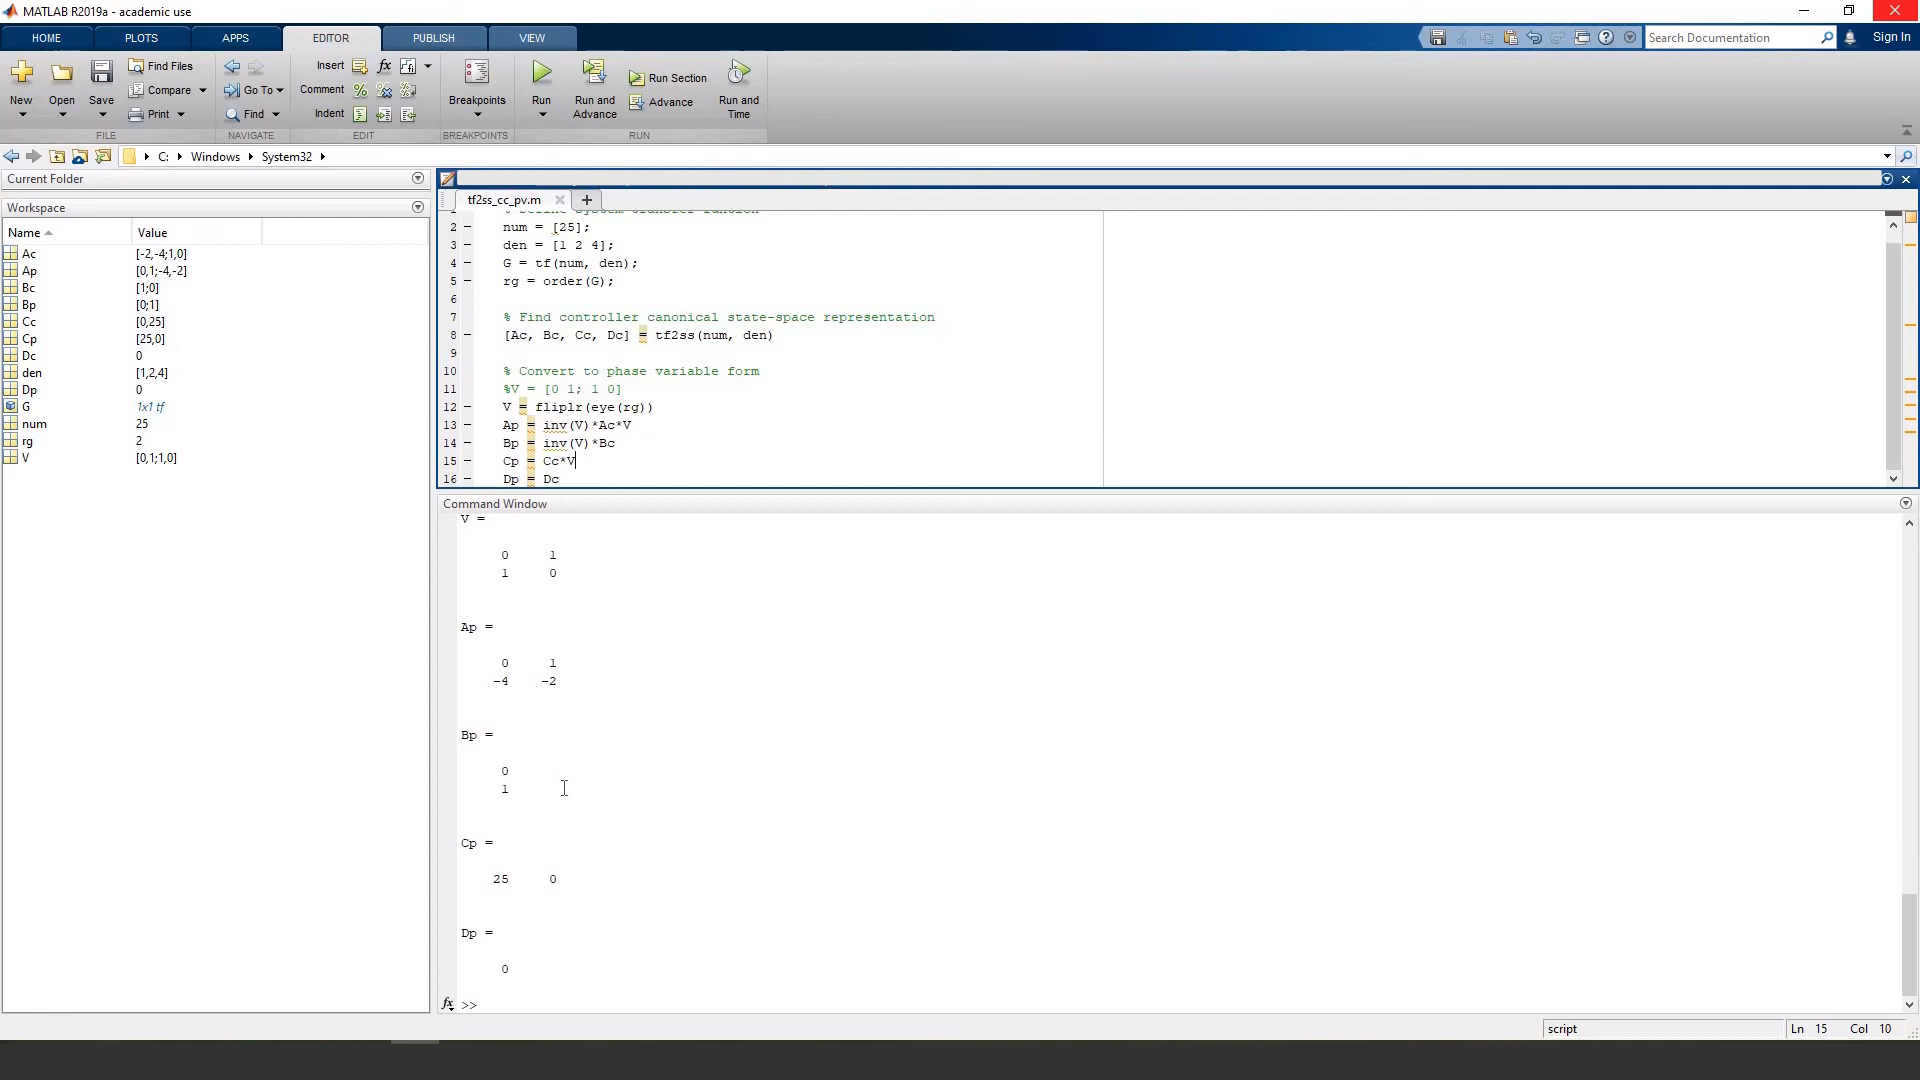 MATLAB R2019a - academic use
HOME PLOTS APPS EDITOR PUBLISH VIEW Search Documentation Sign In
New Open Save Find Files Compare Print
Go To Find
Insert fx Comment % Indent
Breakpoints Run Run and Advance Run Section Advance Run and Time
FILE NAVIGATE EDIT BREAKPOINTS RUN
C: Windows System32
Current Folder
Workspace
Name Value
Ac [-2,-4;1,0]
Ap [0,1;-4,-2]
Bc [1;0]
Bp [0;1]
Cc [0,25]
Cp [25,0]
Dc 0
den [1,2,4]
Dp 0
G 1x1 tf
num 25
rg 2
V [0,1;1,0]
tf2ss_cc_pv.m
1 % Define system transfer function
2 – num = [25];
3 – den = [1 2 4];
4 – G = tf(num, den);
5 – rg = order(G);
6
7 % Find controller canonical state-space representation
8 – [Ac, Bc, Cc, Dc] = tf2ss(num, den)
9
10 % Convert to phase variable form
11 %V = [0 1; 1 0]
12 – V = fliplr(eye(rg))
13 – Ap = inv(V)*Ac*V
14 – Bp = inv(V)*Bc
15 – Cp = Cc*V
16 – Dp = Dc
Command Window
V =
0 1
1 0
Ap =
0 1
-4 -2
Bp =
0
1
Cp =
25 0
Dp =
0
fx >>
script Ln 15 Col 10